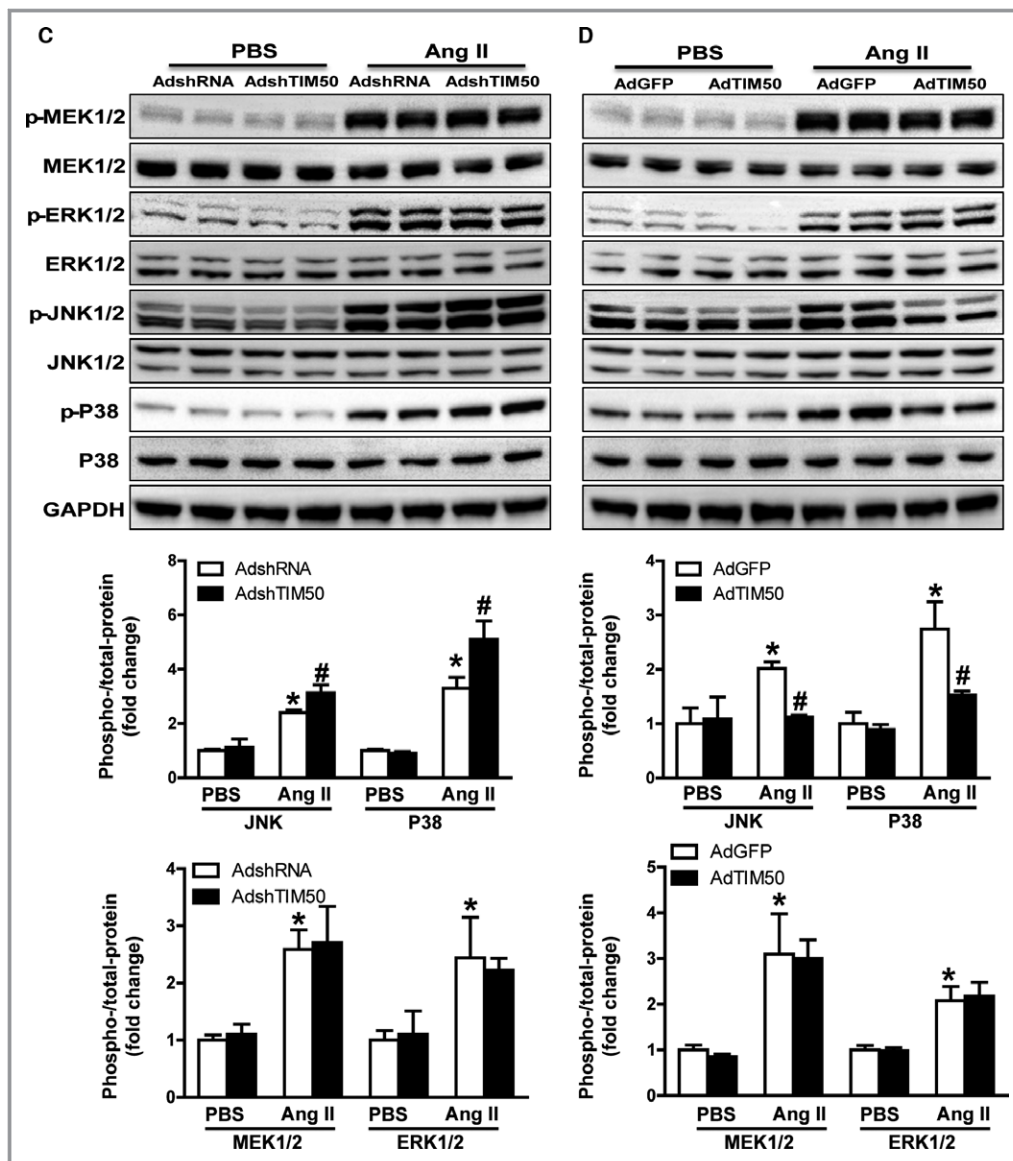 C
PBS Ang II
AdshRNA AdshTIM50 AdshRNA AdshTIM50
p-MEK1/2
MEK1/2
p-ERK1/2
ERK1/2
p-JNK1/2
JNK1/2
p-P38
P38
GAPDH
D
PBS Ang II
AdGFP AdTIM50 AdGFP AdTIM50
Phospho-/total-protein
(fold change)
8
6
4
2
0
AdshRNA
AdshTIM50
* # * #
PBS Ang II PBS Ang II
JNK P38
Phospho-/total-protein
(fold change)
4
3
2
1
0
AdGFP
AdTIM50
* # * #
PBS Ang II PBS Ang II
JNK P38
Phospho-/total-protein
(fold change)
4
3
2
1
0
AdshRNA
AdshTIM50
* *
PBS Ang II PBS Ang II
MEK1/2 ERK1/2
Phospho-/total-protein
(fold change)
5
4
3
2
1
0
AdGFP
AdTIM50
* *
PBS Ang II PBS Ang II
MEK1/2 ERK1/2